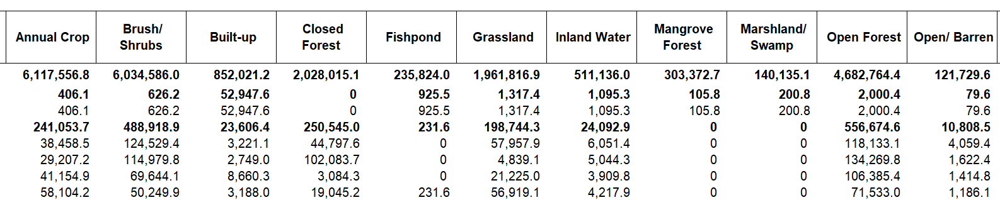 Annual Crop Brush/ Shrubs Built-up Closed Forest Fishpond Grassland Inland Water Mangrove Forest Marshland/ Swamp Open Forest Open/ Barren
6,117,556.8 6,034,586.0 852,021.2 2,028,015.1 235,824.0 1,961,816.9 511,136.0 303,372.7 140,135.1 4,682,764.4 121,729.6
406.1 626.2 52,947.6 0 925.5 1,317.4 1,095.3 105.8 200.8 2,000.4 79.6
406.1 626.2 52,947.6 0 925.5 1,317.4 1,095.3 105.8 200.8 2,000.4 79.6
241,053.7 488,918.9 23,606.4 250,545.0 231.6 198,744.3 24,092.9 0 0 556,674.6 10,808.5
38,458.5 124,529.4 3,221.1 44,797.6 0 57,957.9 6,051.4 0 0 118,133.1 4,059.4
29,207.2 114,979.8 2,749.0 102,083.7 0 4,839.1 5,044.3 0 0 134,269.8 1,622.4
41,154.9 69,644.1 8,660.3 3,084.3 0 21,225.0 3,909.8 0 0 106,385.4 1,414.8
58,104.2 50,249.9 3,188.0 19,045.2 231.6 56,919.1 4,217.9 0 0 71,533.0 1,186.1